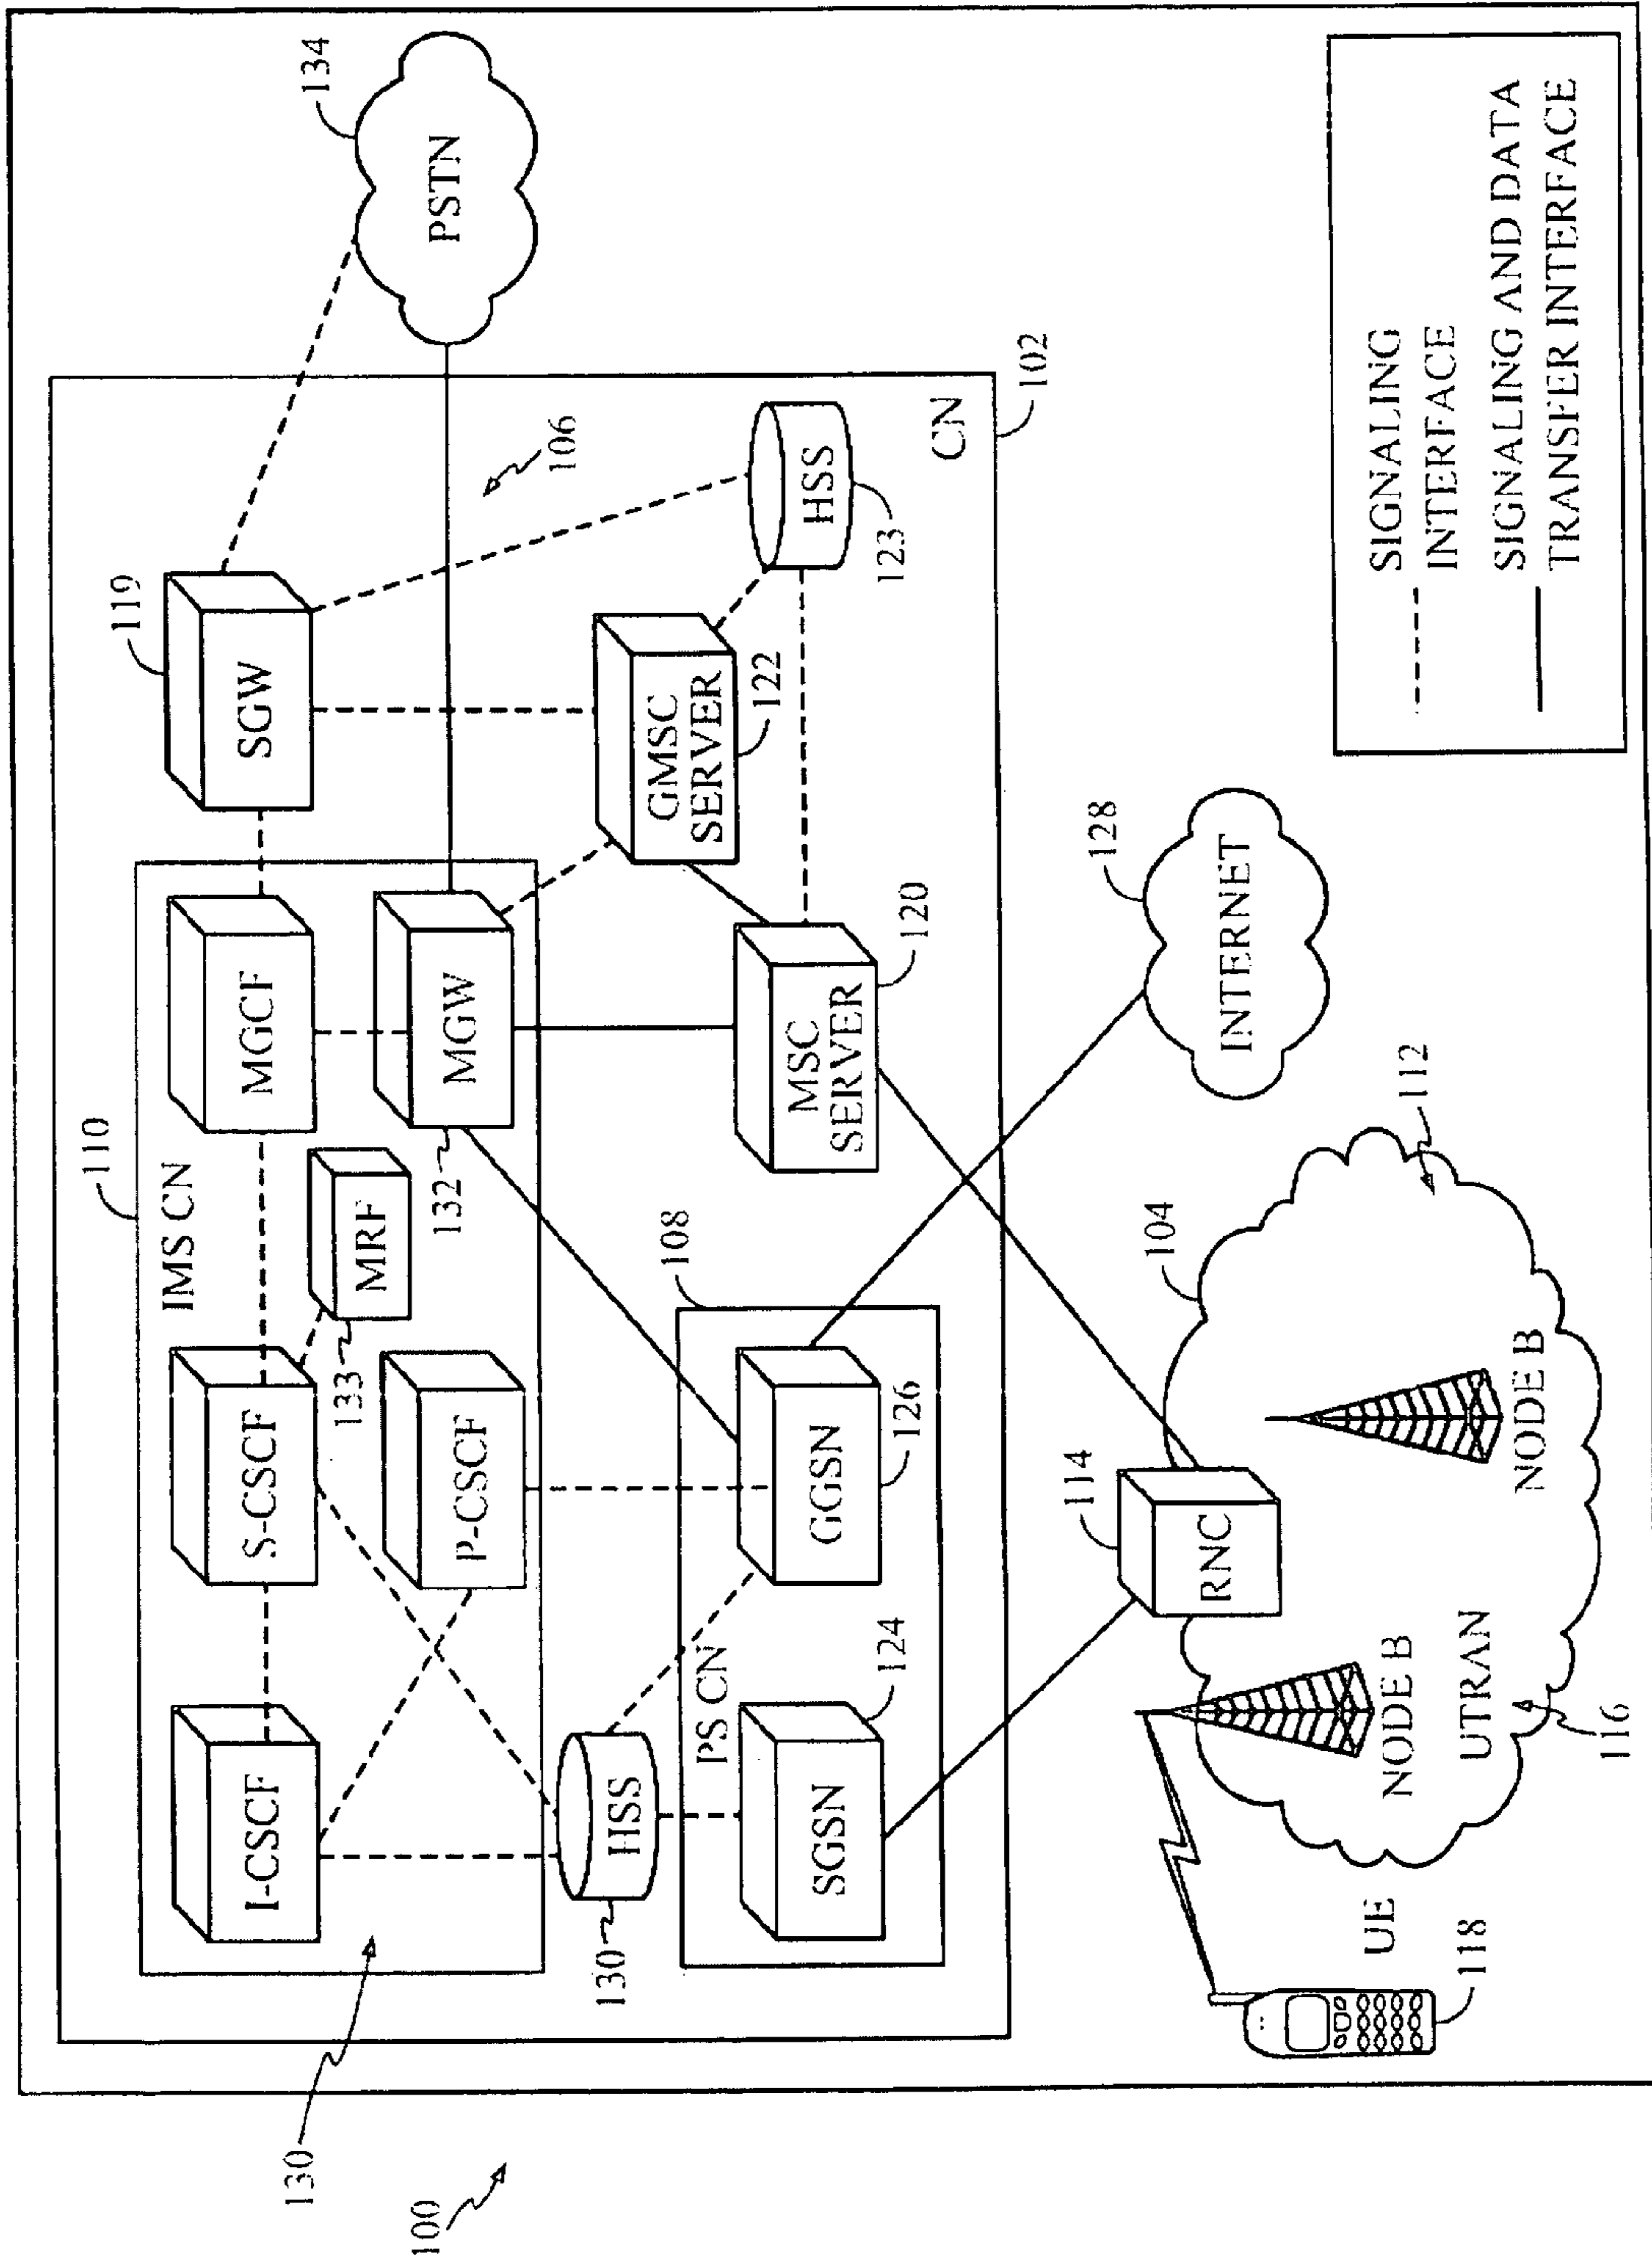 100
130
110
IMS CN
I-CSCF
S-CSCF
MGCF
SGW
119
PSTN
134
P-CSCF
133
MRF
132
MGW
106
130
HSS
PS CN
108
SGSN
124
GGSN
126
MSC
SERVER
120
GMSC
SERVER
122
HSS
123
CN
102
UE
118
114
RNC
104
NODE B
NODE B
UTRAN
116
112
INTERNET
128
SIGNALING
INTERFACE
SIGNALING AND DATA
TRANSFER INTERFACE